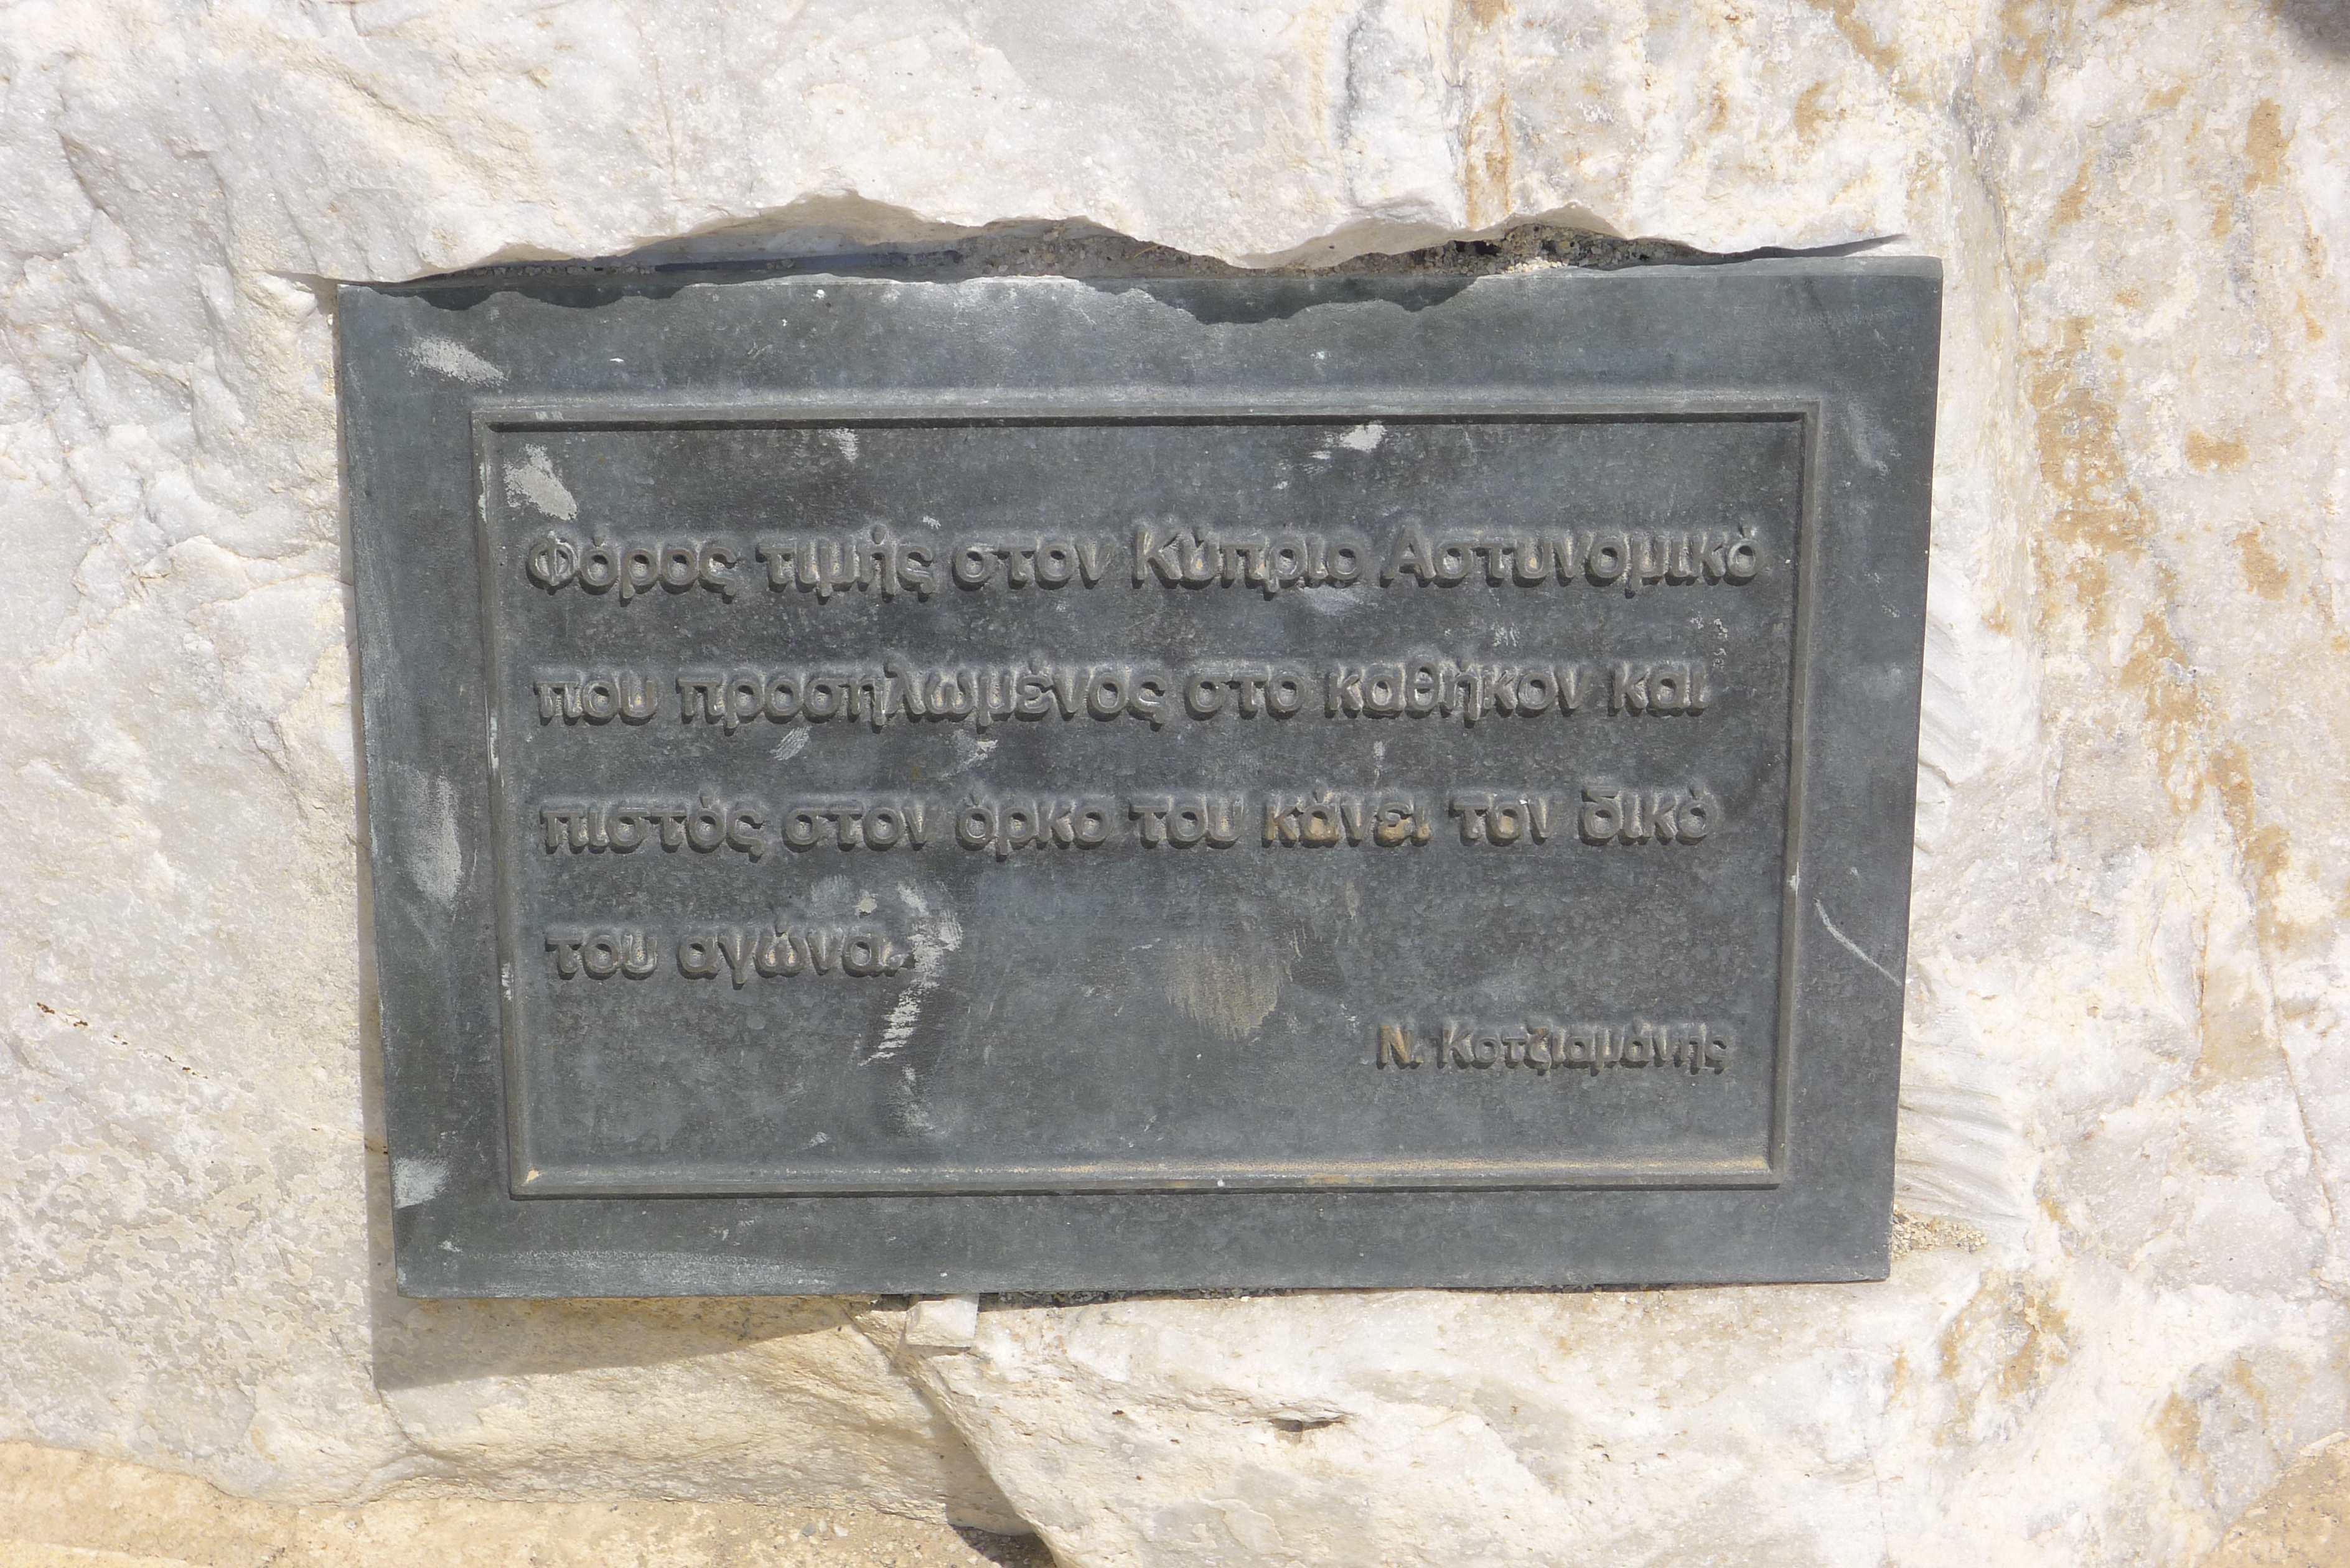 Φόρος τιμής στον Κύπριο Αστυνομικό
που προσηλωμένος στο καθήκον και
πιστός στον όρκο του κάνει τον δικό
του αγώνα.
Ν. Κοτζιαμάνης